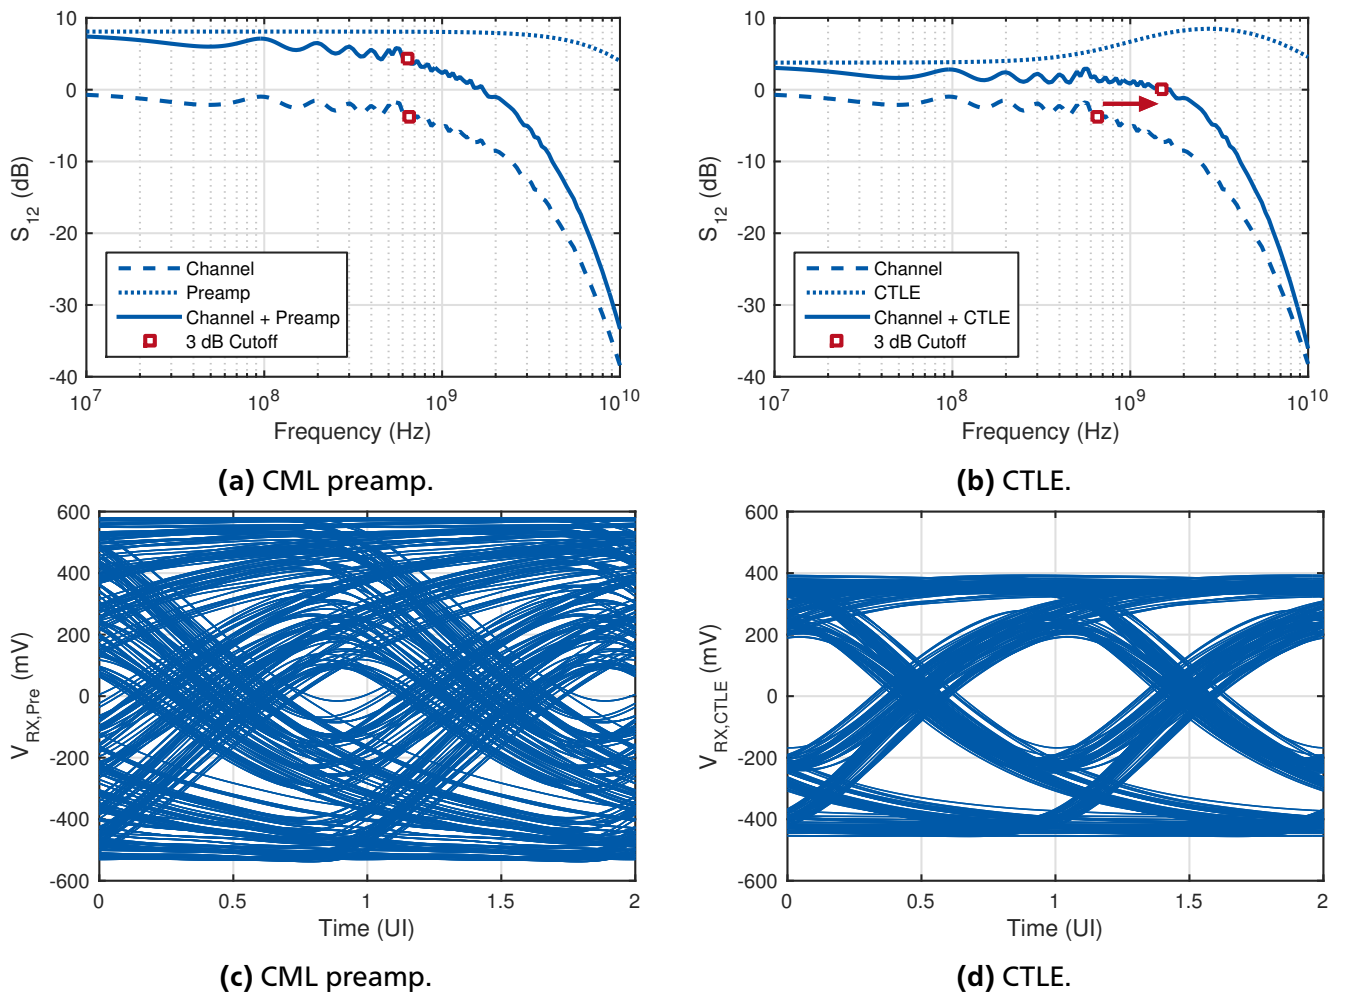 10
0
-10
-20
-30
-40
S12 (dB)
Channel
Preamp
Channel + Preamp
3 dB Cutoff
10^7 10^8 10^9 10^10
Frequency (Hz)
(a) CML preamp.
10
0
-10
-20
-30
-40
S12 (dB)
Channel
CTLE
Channel + CTLE
3 dB Cutoff
10^7 10^8 10^9 10^10
Frequency (Hz)
(b) CTLE.
600
400
200
0
-200
-400
-600
V_RX,Pre (mV)
0 0.5 1 1.5 2
Time (UI)
(c) CML preamp.
600
400
200
0
-200
-400
-600
V_RX,CTLE (mV)
0 0.5 1 1.5 2
Time (UI)
(d) CTLE.